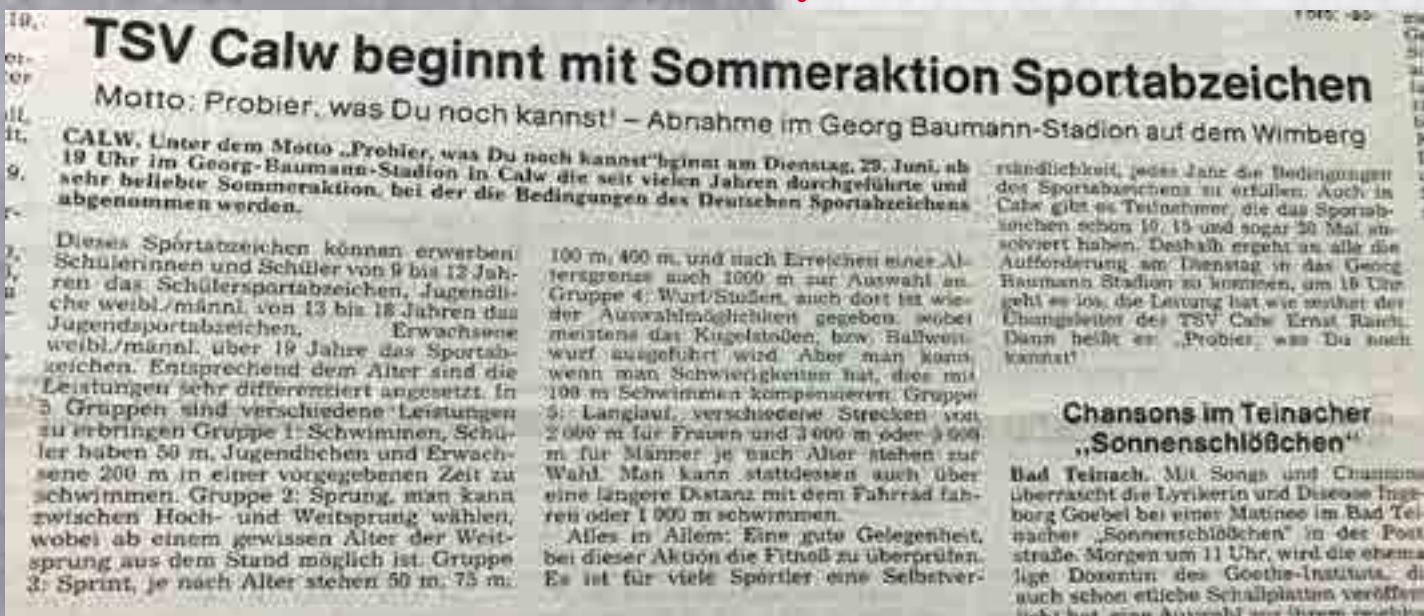 TSV Calw beginnt mit Sommeraktion Sportabzeichen
Motto: Probier, was Du noch kannst! – Abnahme im Georg Baumann-Stadion auf dem Wimberg
CALW. Unter dem Motto „Probier, was Du noch kannst“beginnt am Dienstag, 29. Juni, ab
19 Uhr im Georg-Baumann-Stadion in Calw die seit vielen Jahren durchgeführte und
sehr beliebte Sommeraktion, bei der die Bedingungen des Deutschen Sportabzeichens
abgenommen werden.
Dieses Sportabzeichen können erwerben
Schülerinnen und Schüler von 9 bis 12 Jah-
ren das Schülersportabzeichen, Jugendli-
che weibl./männl. von 13 bis 18 Jahren das
Jugendsportabzeichen, Erwachsene
weibl./männl. über 19 Jahre das Sportab-
zeichen. Entsprechend dem Alter sind die
Leistungen sehr differentiert angesetzt. In
5 Gruppen sind verschiedene Leistungen
zu erbringen Gruppe 1: Schwimmen, Schü-
ler haben 50 m, Jugendlichen und Erwach-
sene 200 m in einer vorgegebenen Zeit zu
schwimmen. Gruppe 2: Sprung, man kann
zwischen Hoch- und Weitsprung wählen,
wobei ab einem gewissen Alter der Weit-
sprung aus dem Stand möglich ist. Gruppe
3: Sprint, je nach Alter stehen 50 m, 75 m,
100 m, 400 m, und nach Erreichen einer Al-
tersgrenze auch 1000 m zur Auswahl an.
Gruppe 4: Wurf/Stoßen, auch dort ist wie-
der Auswahlmöglichkeit gegeben, wobei
meistens das Kugelstoßen, bzw. Ballweit-
wurf ausgeführt wird. Aber man kann,
wenn man Schwierigkeiten hat, dies mit
100 m Schwimmen kompensieren. Gruppe
5: Langlauf, verschiedene Strecken von
2 000 m für Frauen und 3 000 m oder 5 000
m für Männer je nach Alter stehen zur
Wahl. Man kann stattdessen auch über
eine längere Distanz mit dem Fahrrad fah-
ren oder 1 000 m schwimmen.
Alles in Allem: Eine gute Gelegenheit,
bei dieser Aktion die Fitneß zu überprüfen.
Es ist für viele Sportler eine Selbstver-
ständlichkeit, jedes Jahr die Bedingungen
des Sportabzeichens zu erfüllen. Auch in
Calw gibt es Teilnehmer, die das Sportab-
zeichen schon 10, 15 und sogar 20 Mal ab-
solviert haben. Deshalb ergeht an alle die
Aufforderung am Dienstag in das Georg
Baumann Stadion zu kommen, um 19 Uhr
geht es los, die Leitung hat wie seither der
Übungsleiter des TSV Calw Ernst Rauch.
Dann heißt es: „Probier, was Du noch
kannst!“
Chansons im Teinacher
„Sonnenschlößchen“
Bad Teinach. Mit Songs und Chansons
überrascht die Lyrikerin und Diseuse Inge-
borg Goebel bei einer Matinee im Bad Tei-
nacher „Sonnenschlößchen“ in der Post
straße. Morgen um 11 Uhr, wird die ehema
lige Dozentin des Goethe-Instituts, di
auch schon etliche Schallplatten veröffen